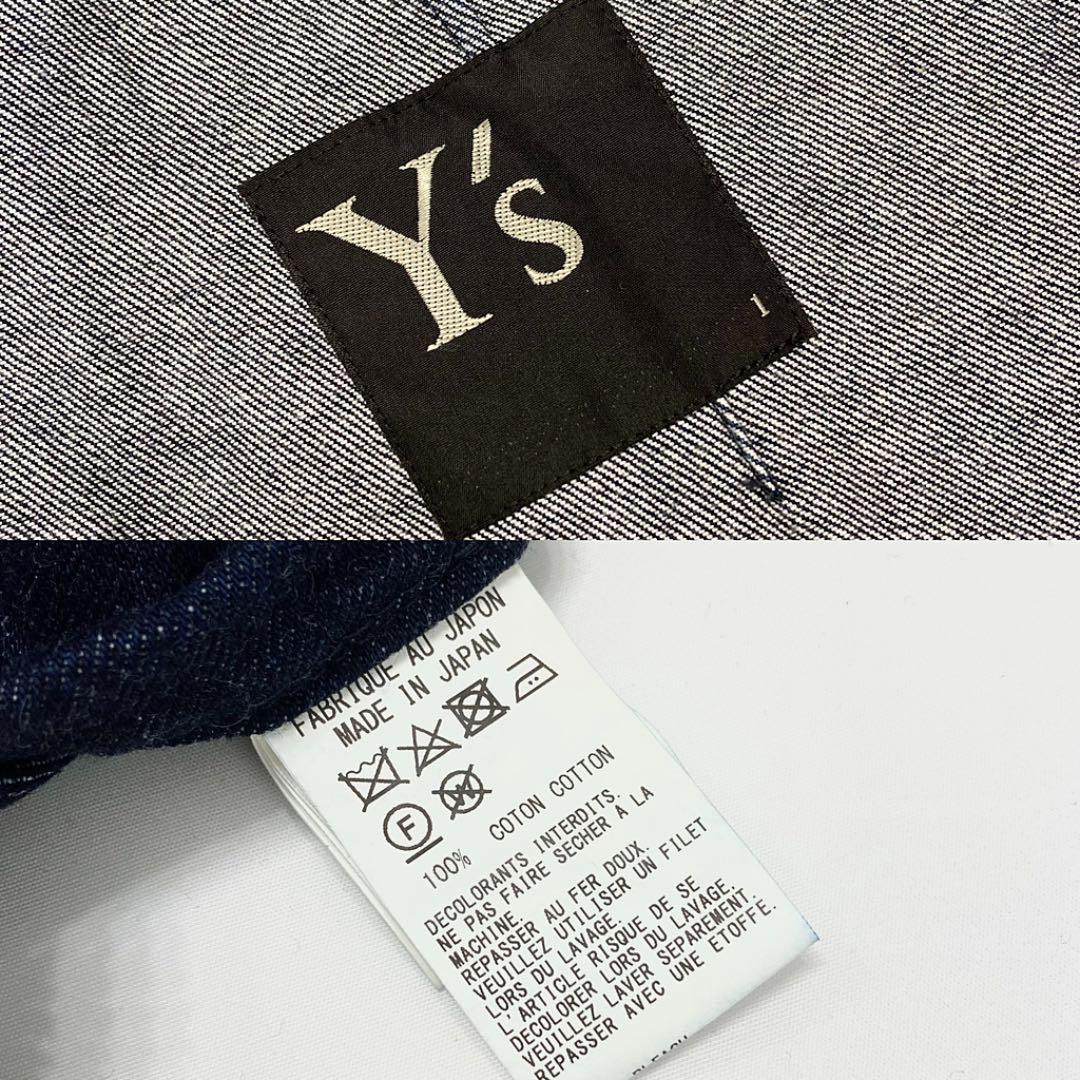 Y's
1
FABRIQUE AU JAPON
MADE IN JAPAN
F
W
100% COTON COTTON
DECOLORANTS INTERDITS.
NE PAS FAIRE SECHER À LA
MACHINE.
REPASSER AU FER DOUX.
VEUILLEZ UTILISER UN FILET
LORS DU LAVAGE.
L'ARTICLE RISQUE DE SE
DECOLORER LORS DU LAVAGE.
VEUILLEZ LAVER SEPAREMENT.
REPASSER AVEC UNE ETOFFE.